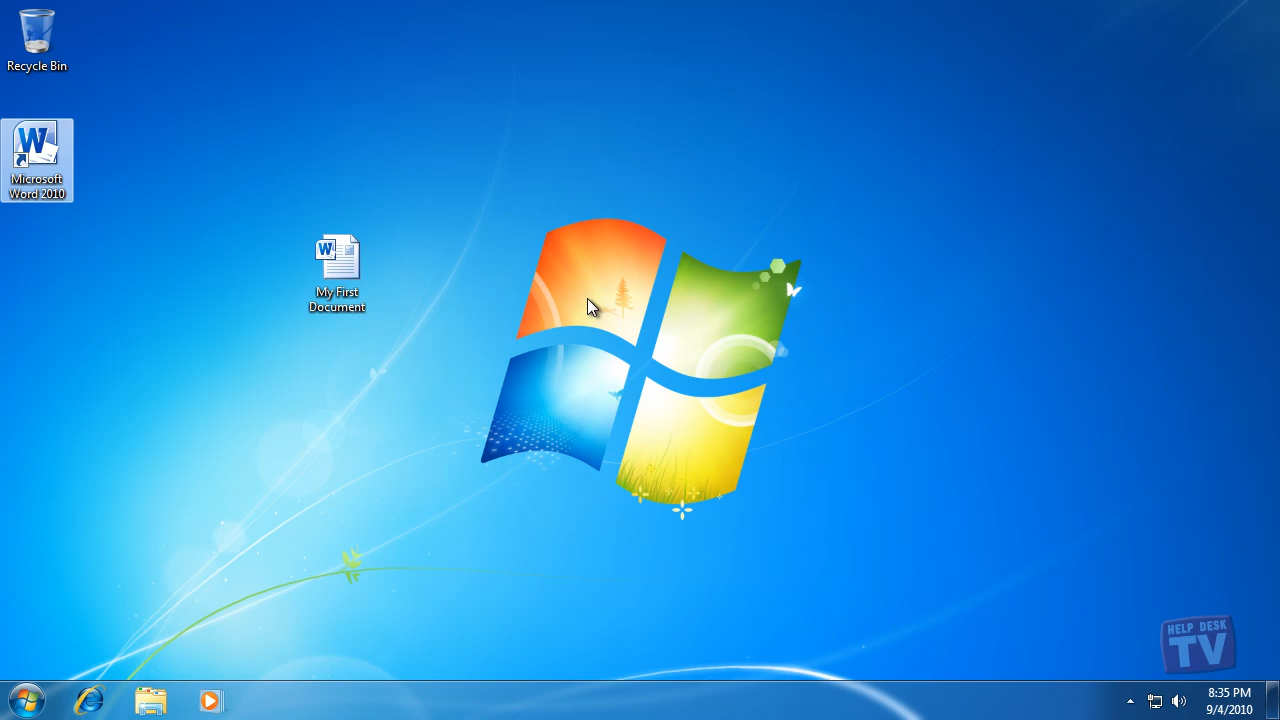 Recycle Bin
W
Microsoft
Word 2010
W
My First
Document
HELP DESK
TV
8:35 PM
9/4/2010